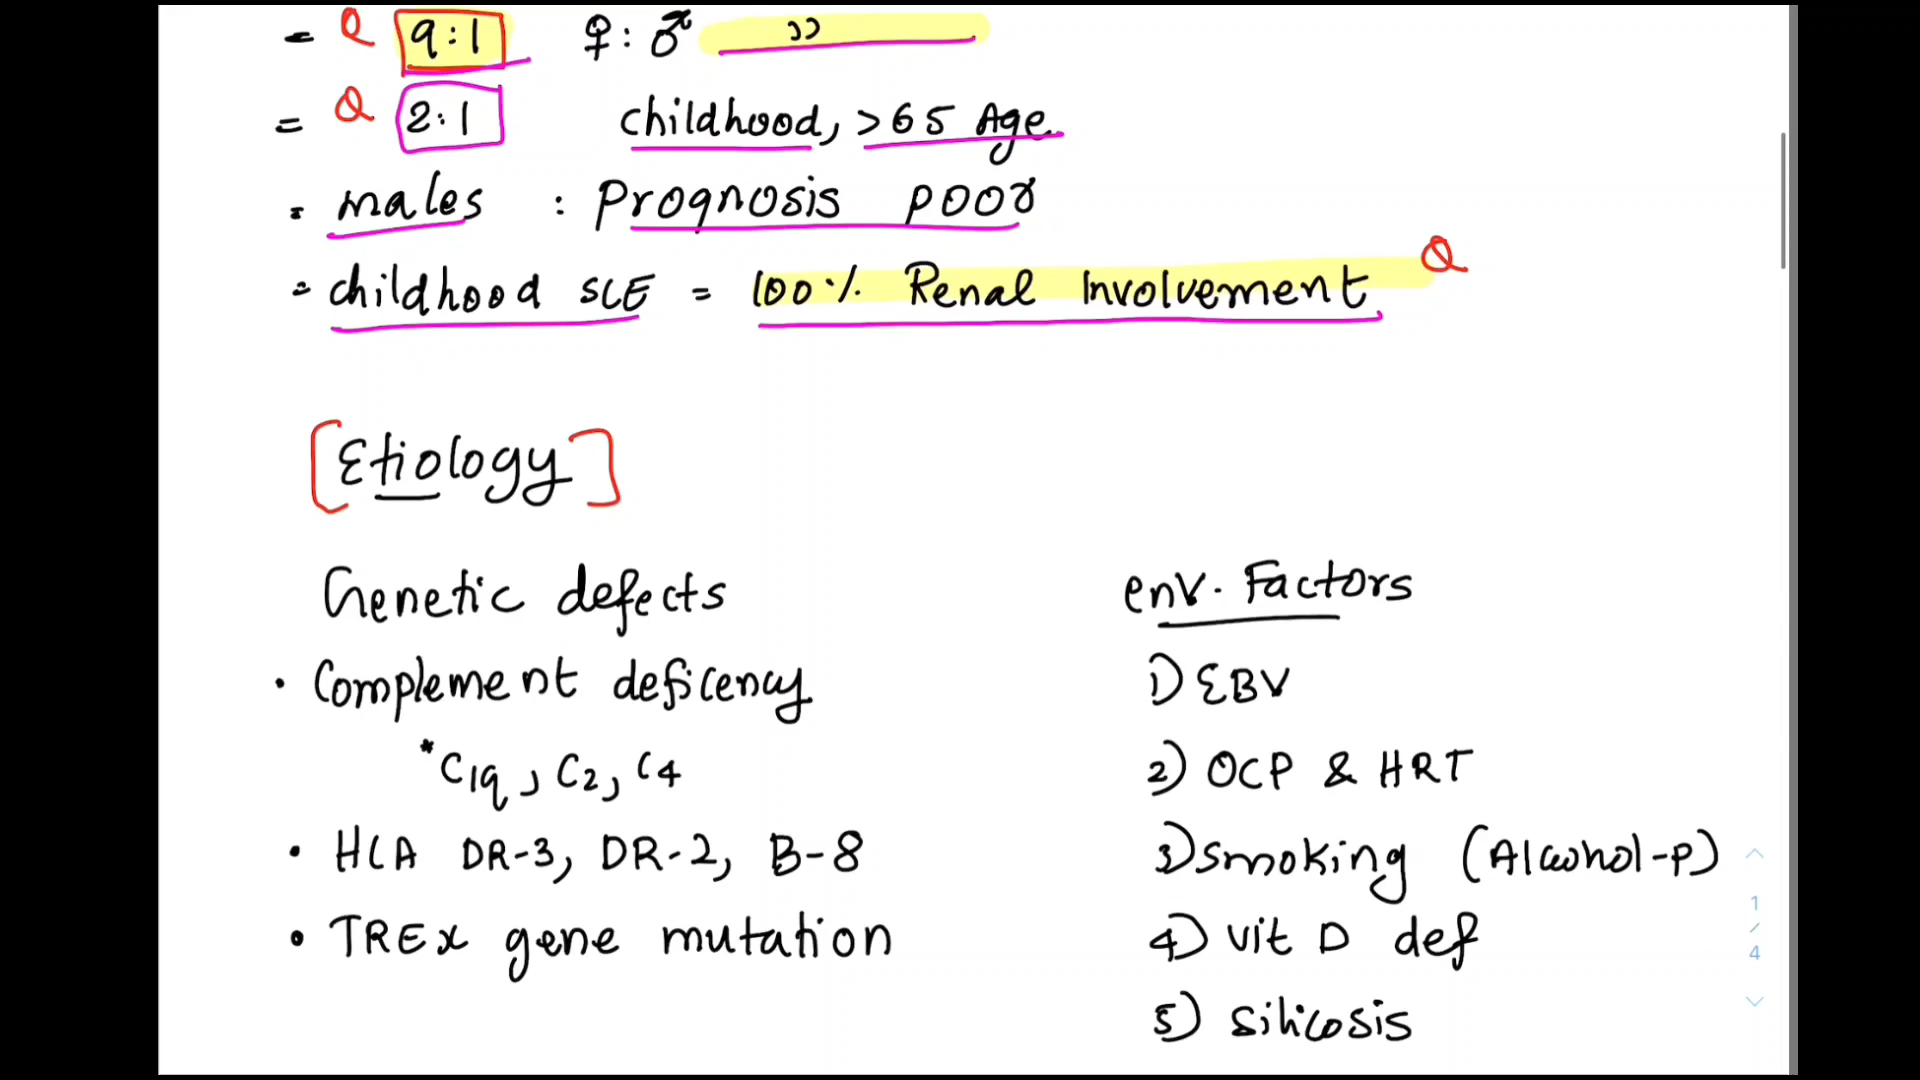 = Q 9:1 ♀:♂ ,,
= Q 2:1 childhood, >65 Age
= males : Prognosis poor
= childhood SLE = 100% Renal Involvement Q
[Etiology]
Genetic defects
• Complement deficency
* C1q, C2, C4
• HLA DR-3, DR-2, B-8
• TREX gene mutation
env. Factors
1) EBV
2) OCP & HRT
3) smoking (Alcohol-P)
4) vit D def
5) silicosis
1
/
4